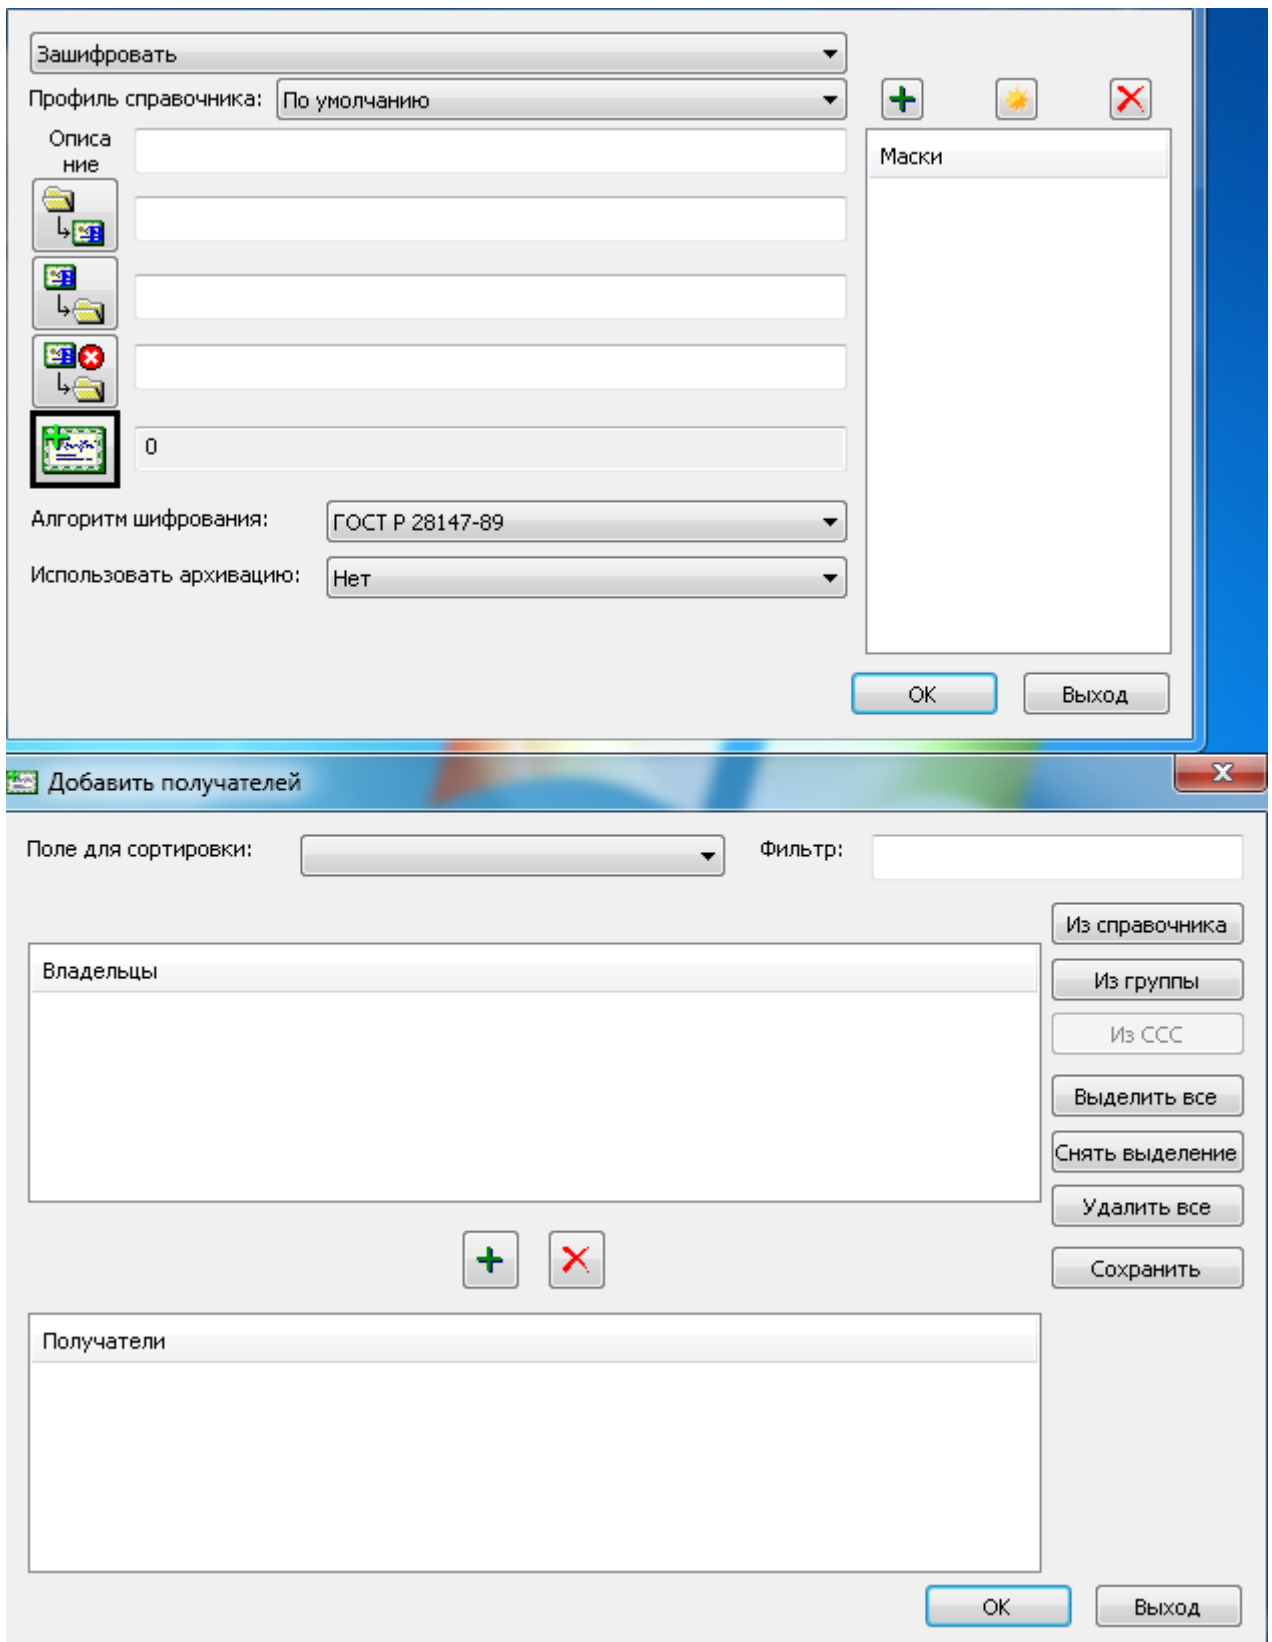 Зашифровать
Профиль справочника: По умолчанию
Описа
ние
Маски
0
Алгоритм шифрования: ГОСТ Р 28147-89
Использовать архивацию: Нет
OK Выход
Добавить получателей
Поле для сортировки: Фильтр:
Из справочника
Владельцы
Из группы
Из ССС
Выделить все
Снять выделение
Удалить все
Сохранить
Получатели
OK Выход